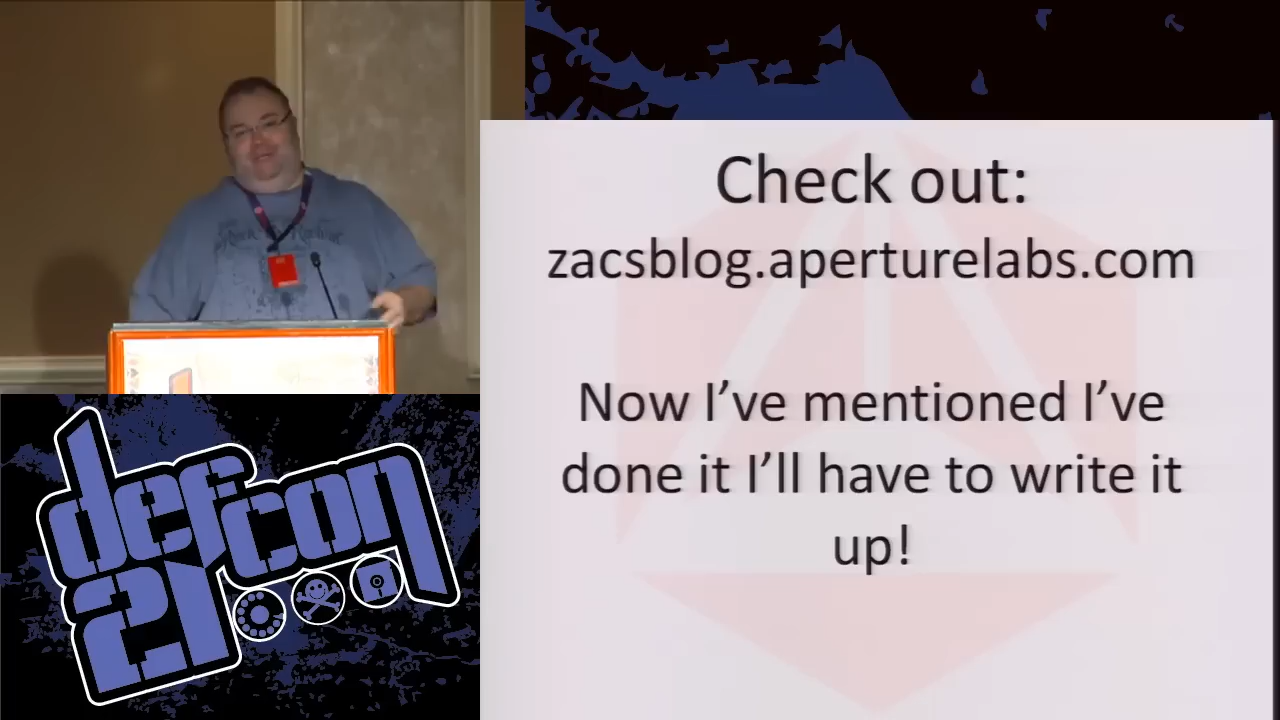 Check out:
zacsblog.aperturelabs.com
Now I've mentioned I've
done it I'll have to write it
up!
defcon
21